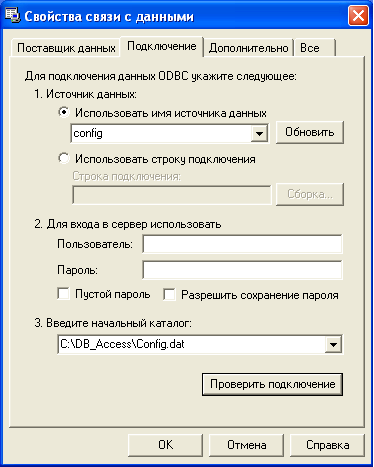 Свойства связи с данными
Поставщик данных Подключение Дополнительно Все
Для подключения данных ODBC укажите следующее:
1. Источник данных:
Использовать имя источника данных
config Обновить
Использовать строку подключения
Строка подключения:
Сборка...
2. Для входа в сервер использовать
Пользователь:
Пароль:
Пустой пароль Разрешить сохранение пароля
3. Введите начальный каталог:
C:\DB_Access\Config.dat
Проверить подключение
OK Отмена Справка